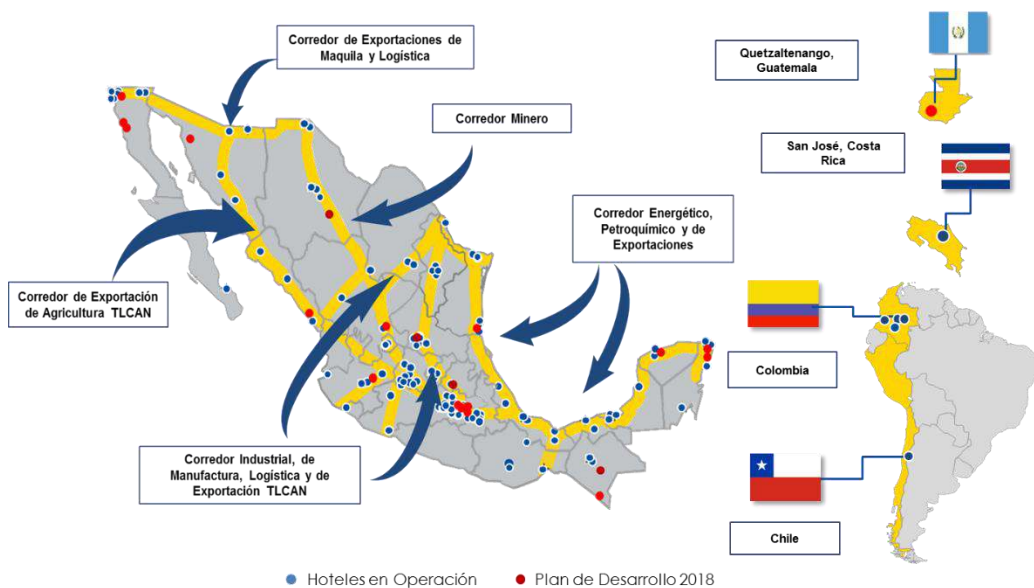 Corredor de Exportaciones de
Maquila y Logística
Quetzaltenango,
Guatemala
Corredor Minero
San José, Costa
Rica
Corredor Energético,
Petroquímico y de
Exportaciones
Corredor de Exportación
de Agricultura TLCAN
Colombia
Corredor Industrial, de
Manufactura, Logística y de
Exportación TLCAN
Chile
Hoteles en Operación
Plan de Desarrollo 2018